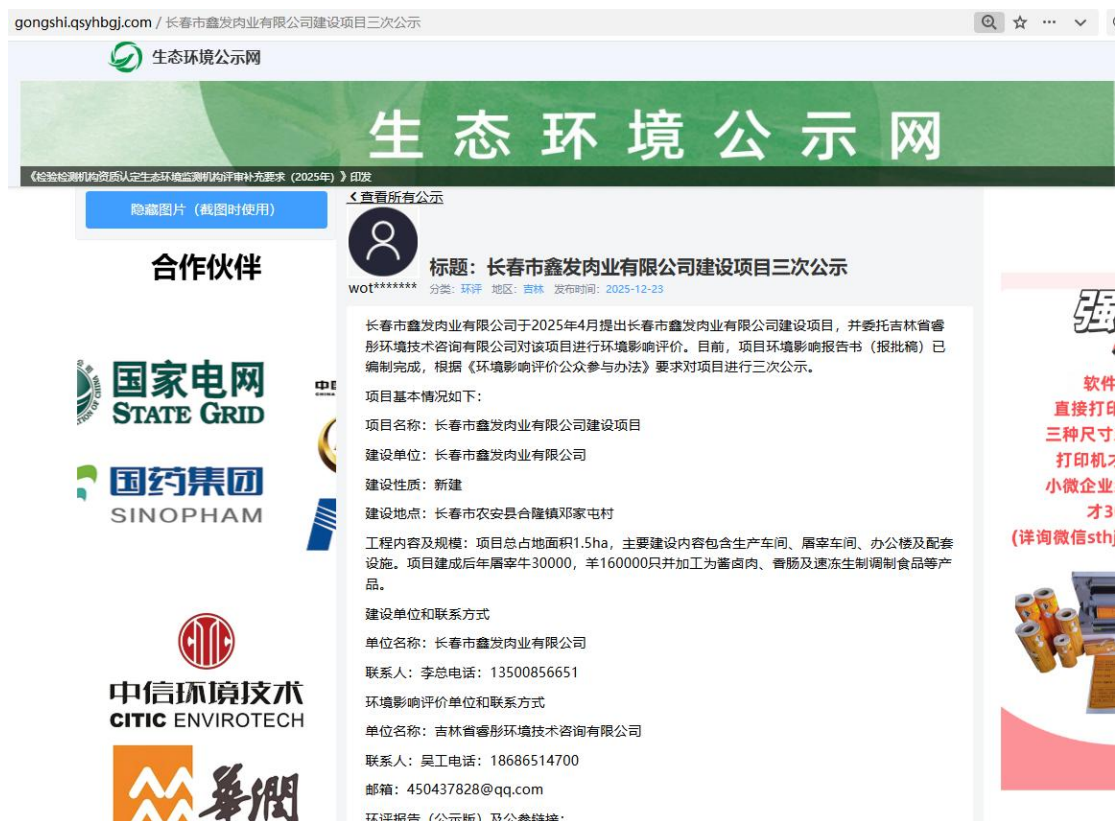 gongshi.qsyhbgj.com / 长春市鑫发肉业有限公司建设项目三次公示
生态环境公示网
生态环境公示网
《检验检测机构资质认定生态环境监测机构评审补充要求（2025年）》印发
隐藏图片（截图时使用）
合作伙伴
国家电网
STATE GRID
国药集团
SINOPHAM
中信环境技术
CITIC ENVIROTECH
華潤
查看所有公示
标题：长春市鑫发肉业有限公司建设项目三次公示
wot******* 分类：环评 地区：吉林 发布时间：2025-12-23
长春市鑫发肉业有限公司于2025年4月提出长春市鑫发肉业有限公司建设项目，并委托吉林省睿
彤环境技术咨询有限公司对该项目进行环境影响评价。目前，项目环境影响报告书（报批稿）已
编制完成，根据《环境影响评价公众参与办法》要求对项目进行三次公示。
项目基本情况如下：
项目名称：长春市鑫发肉业有限公司建设项目
建设单位：长春市鑫发肉业有限公司
建设性质：新建
建设地点：长春市农安县合隆镇邓家屯村
工程内容及规模：项目总占地面积1.5ha，主要建设内容包含生产车间、屠宰车间、办公楼及配套
设施。项目建成后年屠宰牛30000，羊160000只并加工为酱卤肉、香肠及速冻生制调制食品等产
品。
建设单位和联系方式
单位名称：长春市鑫发肉业有限公司
联系人：李总电话：13500856651
环境影响评价单位和联系方式
单位名称：吉林省睿彤环境技术咨询有限公司
联系人：吴工电话：18686514700
邮箱：450437828@qq.com
环评报告（公示版）及公参链接：
强
软件
直接打印
三种尺寸
打印机才
小微企业
才3
(详询微信sthj